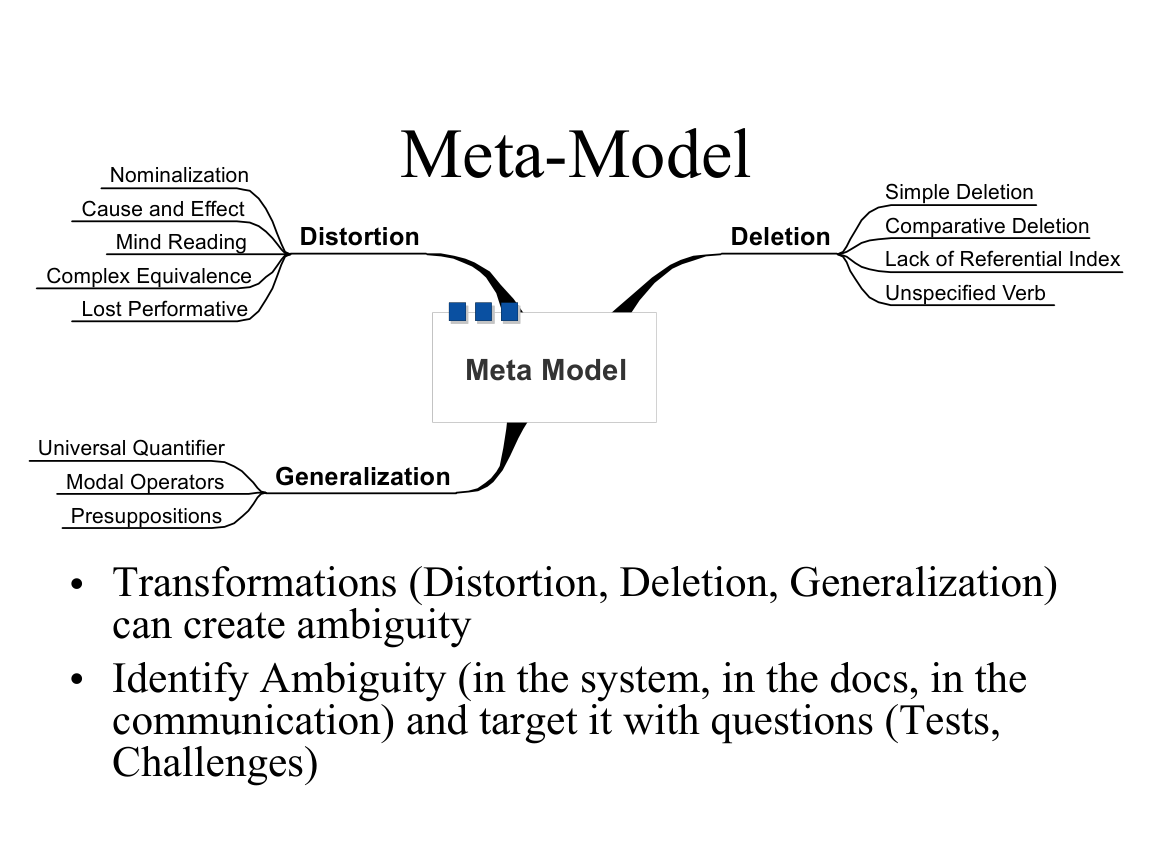 Meta-Model
Nominalization
Cause and Effect
Mind Reading
Complex Equivalence
Lost Performative
Distortion
Deletion
Simple Deletion
Comparative Deletion
Lack of Referential Index
Unspecified Verb
Meta Model
Universal Quantifier
Modal Operators
Presuppositions
Generalization
• Transformations (Distortion, Deletion, Generalization)
can create ambiguity
• Identify Ambiguity (in the system, in the docs, in the
communication) and target it with questions (Tests,
Challenges)